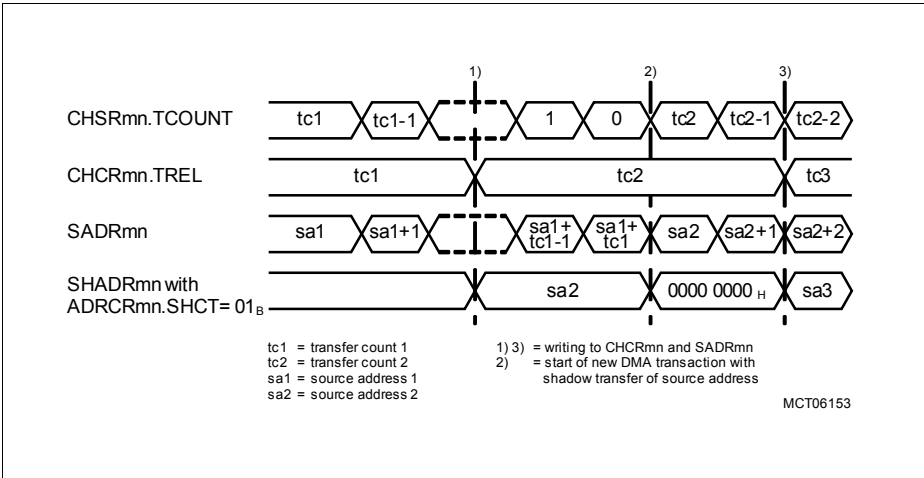 1) 2) 3)
CHSRmn.TCOUNT tc1 tc1-1 1 0 tc2 tc2-1 tc2-2
CHCRmn.TREL tc1 tc2 tc3
SADRmn sa1 sa1+1 sa1+ tc1-1 sa1+ tc1 sa2 sa2+1 sa2+2
SHADRmn with
ADRCRmn.SHCT= 01B sa2 0000 0000 H sa3
tc1 = transfer count 1
tc2 = transfer count 2
sa1 = source address 1
sa2 = source address 2
1) 3) = writing to CHCRmn and SADRmn
2) = start of new DMA transaction with
shadow transfer of source address
MCT06153